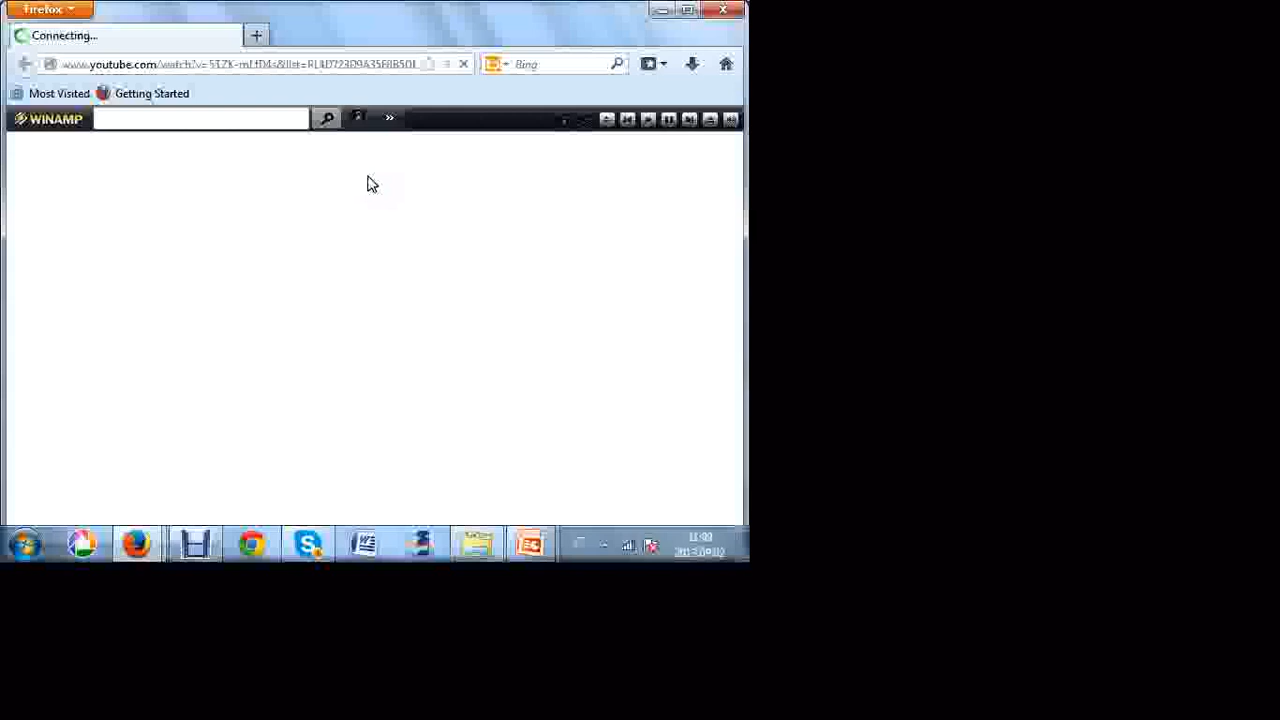 Firefox
Connecting...
www.youtube.com/watch?v=
Bing
Most Visited Getting Started
WINAMP